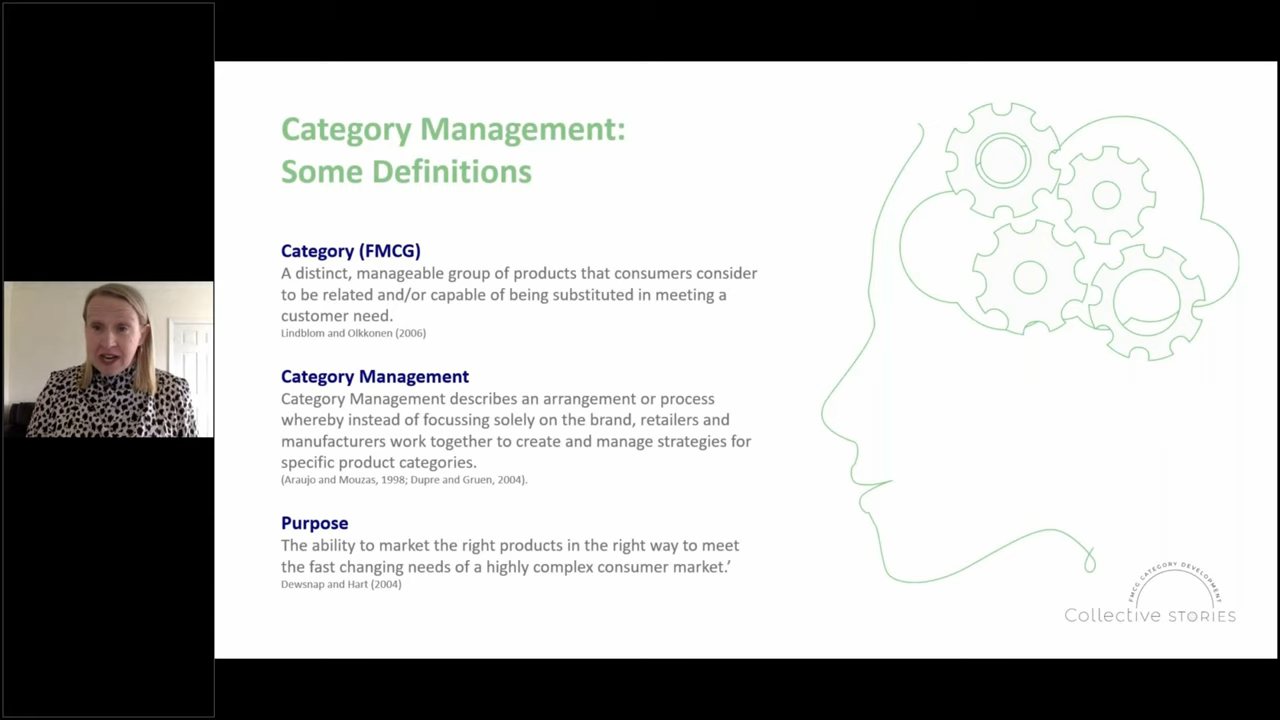 Category Management:
Some Definitions
Category (FMCG)
A distinct, manageable group of products that consumers consider
to be related and/or capable of being substituted in meeting a
customer need.
Lindblom and Olkkonen (2006)
Category Management
Category Management describes an arrangement or process
whereby instead of focussing solely on the brand, retailers and
manufacturers work together to create and manage strategies for
specific product categories.
(Araujo and Mouzas, 1998; Dupre and Gruen, 2004).
Purpose
The ability to market the right products in the right way to meet
the fast changing needs of a highly complex consumer market.’
Dewsnap and Hart (2004)
FMCG CATEGORY DEVELOPMENT
Collective STORIES